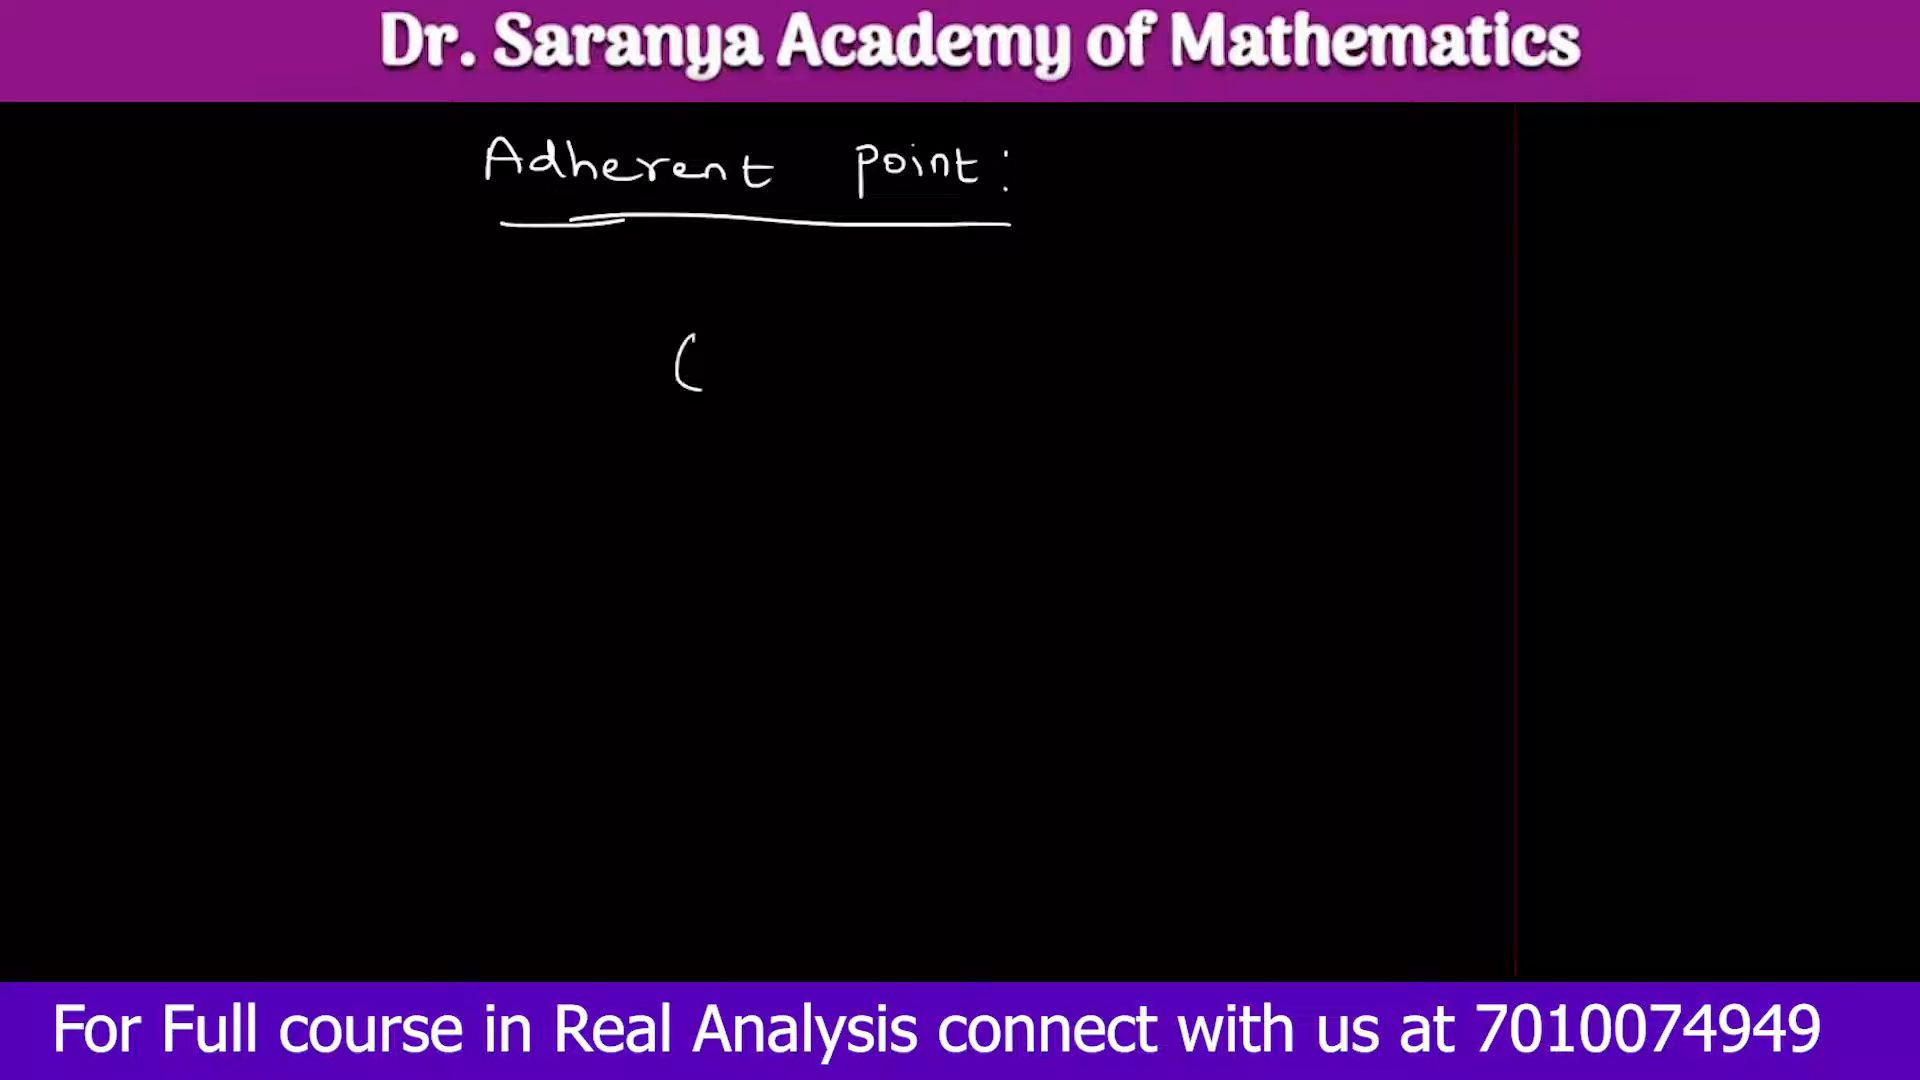 Dr. Saranya Academy of Mathematics
Adherent point:
(
For Full course in Real Analysis connect with us at 7010074949